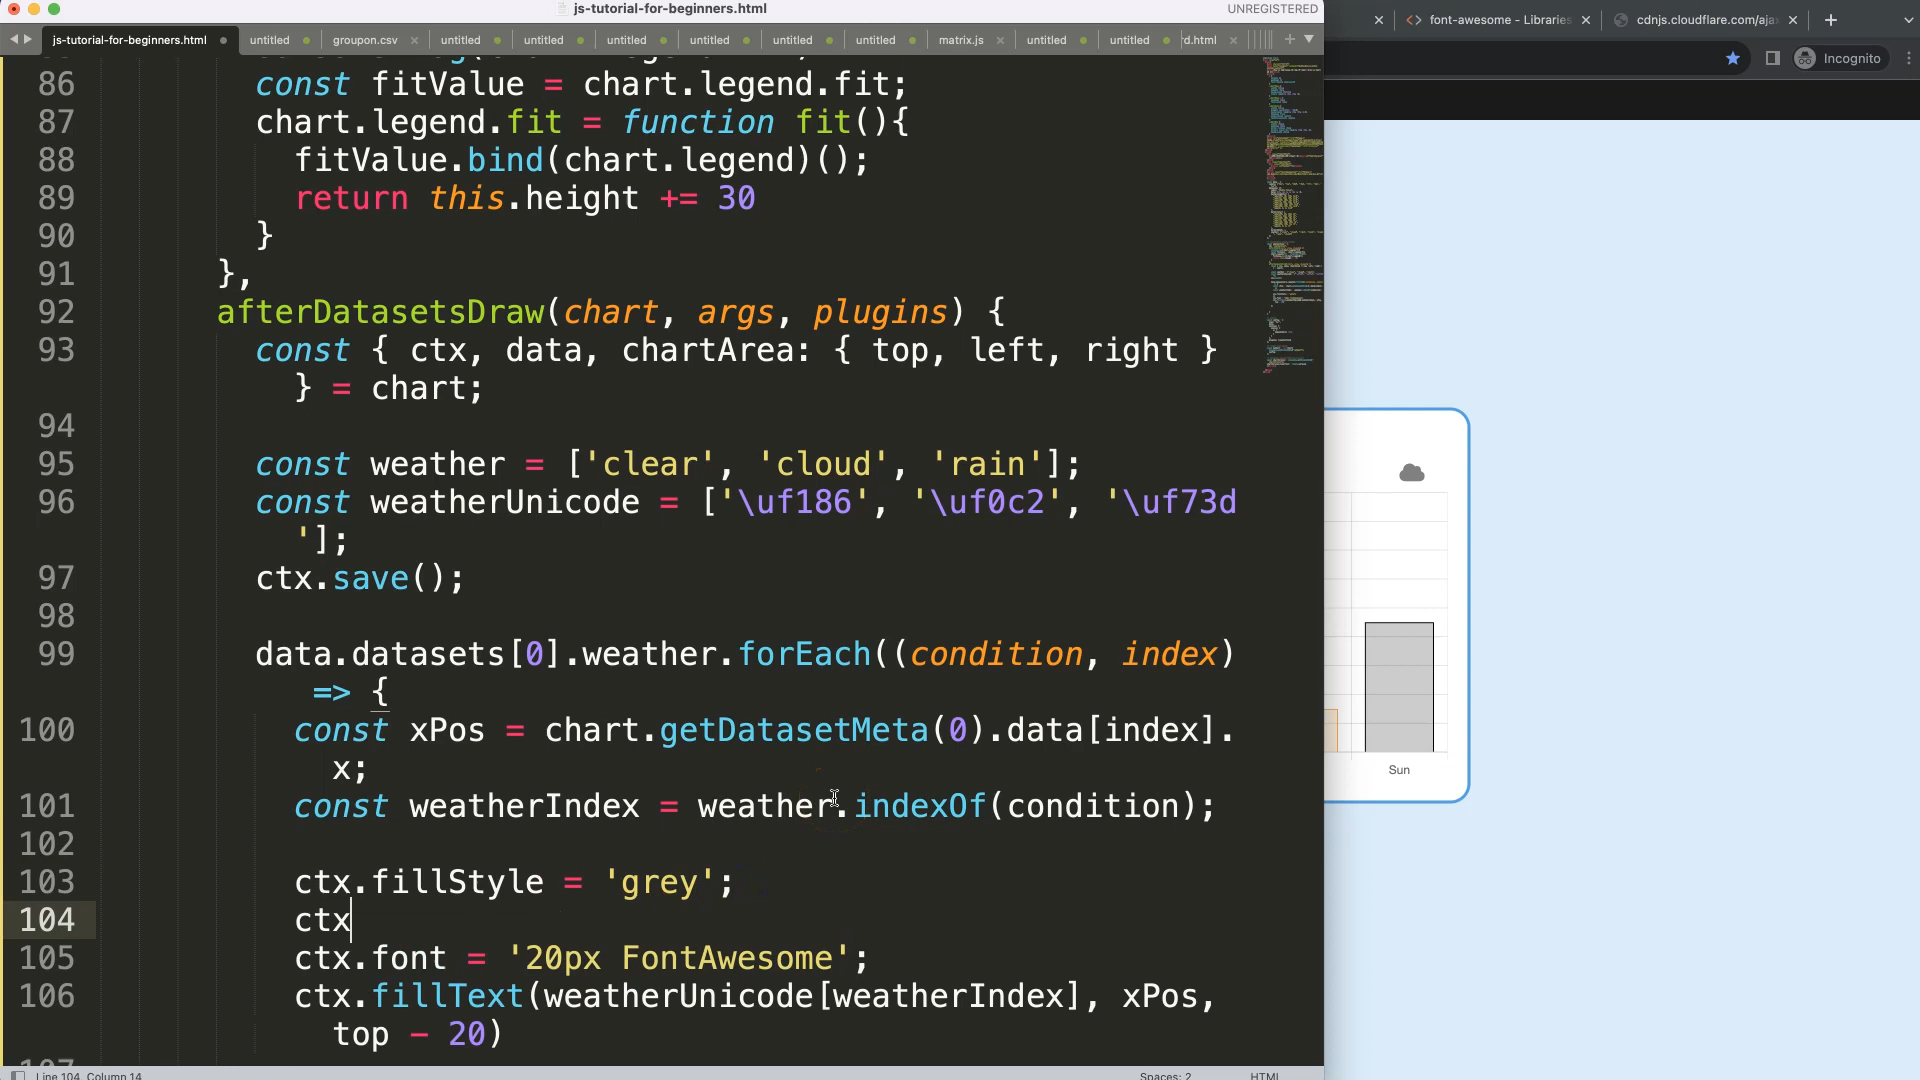 js-tutorial-for-beginners.html
UNREGISTERED
js-tutorial-for-beginners.html untitled groupon.csv untitled untitled untitled untitled untitled untitled matrix.js untitled untitled d.html
font-awesome - Libraries cdnjs.cloudflare.com/aja
Incognito
86 const fitValue = chart.legend.fit;
87 chart.legend.fit = function fit(){
88 fitValue.bind(chart.legend)();
89 return this.height += 30
90 }
91 },
92 afterDatasetsDraw(chart, args, plugins) {
93 const { ctx, data, chartArea: { top, left, right }
} = chart;
94
95 const weather = ['clear', 'cloud', 'rain'];
96 const weatherUnicode = ['\uf186', '\uf0c2', '\uf73d
'];
97 ctx.save();
98
99 data.datasets[0].weather.forEach((condition, index)
=> {
100 const xPos = chart.getDatasetMeta(0).data[index].
x;
101 const weatherIndex = weather.indexOf(condition);
102
103 ctx.fillStyle = 'grey';
104 ctx
105 ctx.font = '20px FontAwesome';
106 ctx.fillText(weatherUnicode[weatherIndex], xPos,
top - 20)
Sun
Line 104, Column 14
Spaces: 2
HTML